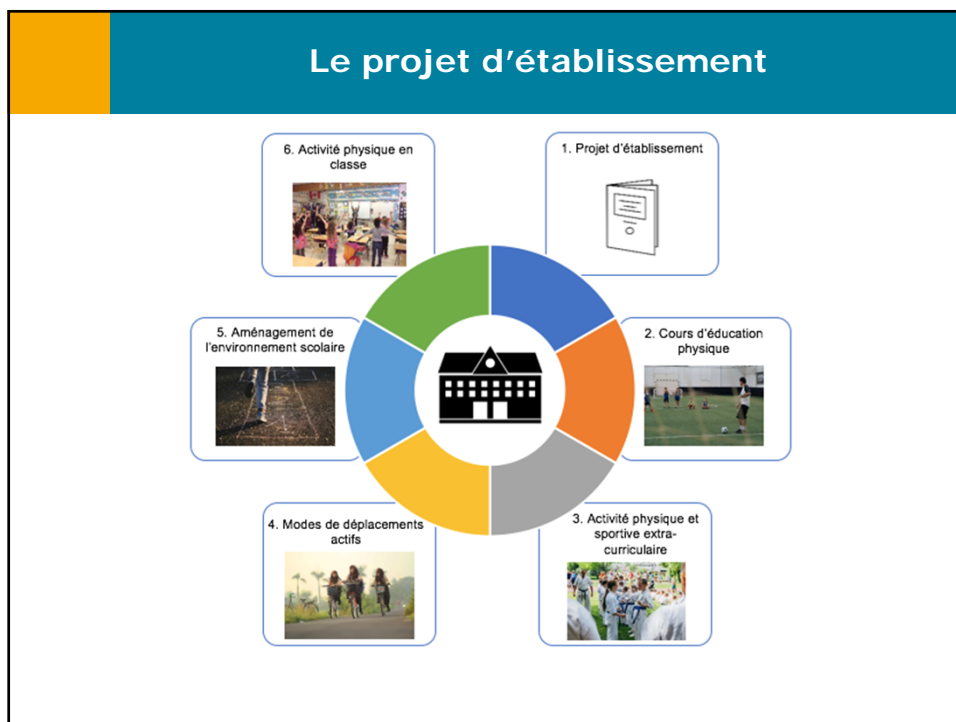 Le projet d'établissement
1. Projet d'établissement
2. Cours d'éducation
physique
3. Activité physique et
sportive extra-
curriculaire
4. Modes de déplacements
actifs
5. Aménagement de
l'environnement scolaire
6. Activité physique en
classe